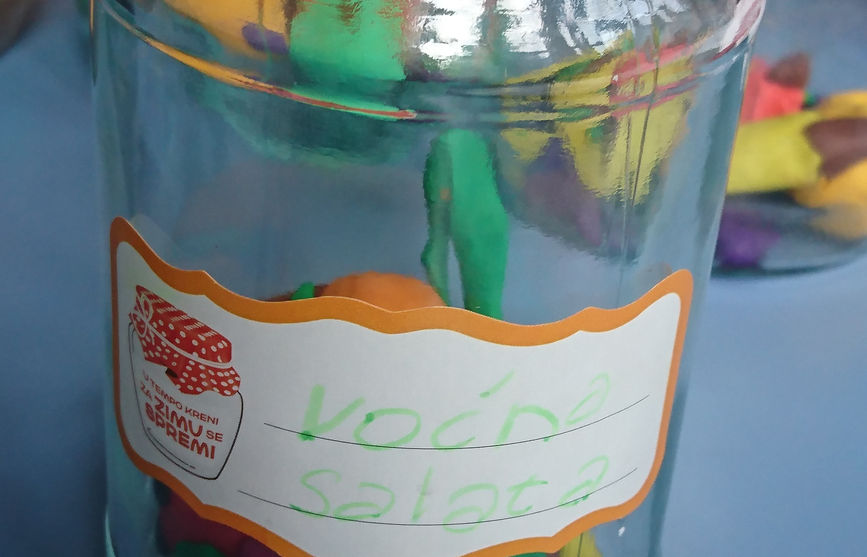 U TEMPO KRENI
ZA ZIMU SE
SPREMI
Voćna
salata